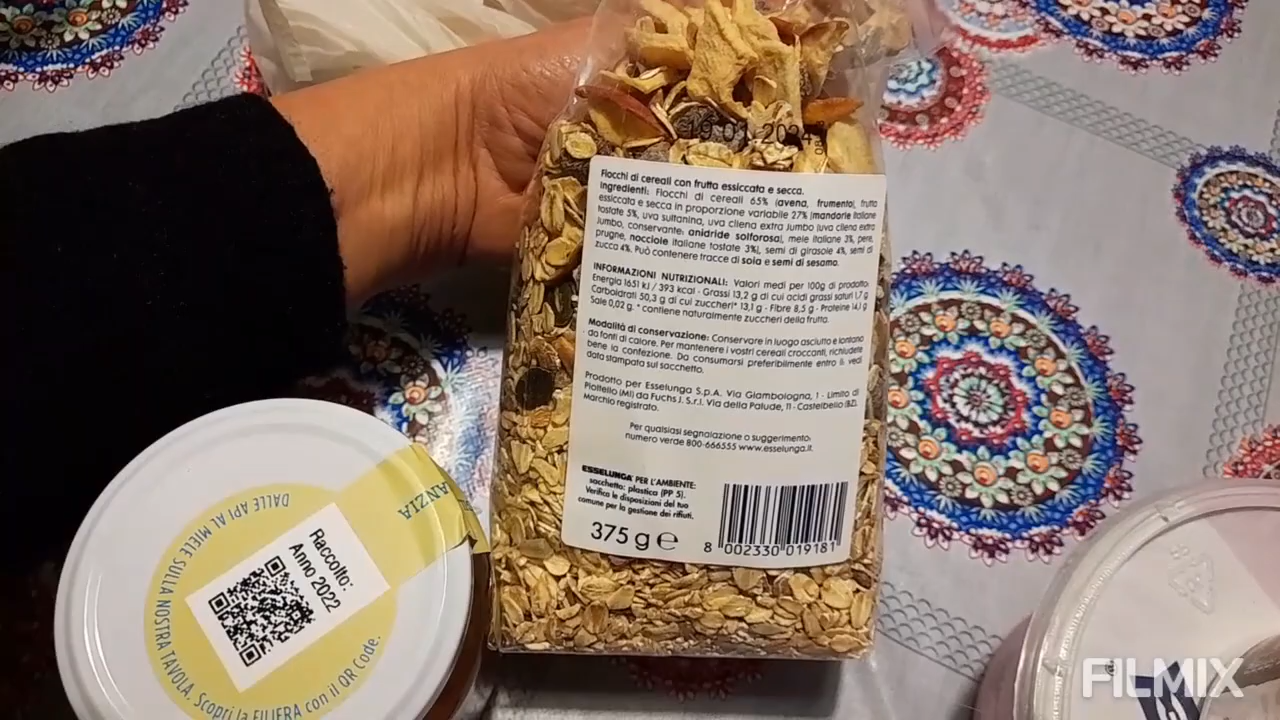 19.01.2024
Fiocchi di cereali con frutta essiccata e secca.
Ingredienti: Fiocchi di cereali 65% (avena, frumento), frutta
essiccata e secca in proporzione variabile 27% (mandorle italiane
tostate 5%, uva sultanina, uva cilena extra Jumbo (uva cilena extra
Jumbo, conservante: anidride solforosa), mele italiane 3%, pere,
prugne, nocciole italiane tostate 3%), semi di girasole 4%, semi di
zucca 4%. Può contenere tracce di soia e semi di sesamo.
INFORMAZIONI NUTRIZIONALI: Valori medi per 100g di prodotto:
Energia 1651 kJ / 393 kcal - Grassi 13,2 g di cui acidi grassi saturi 1,7 g
Carboidrati 50,3 g di cui zuccheri* 13,1 g - Fibre 8,5 g - Proteine 14,1 g
Sale 0,02 g. * contiene naturalmente zuccheri della frutta.
Modalità di conservazione: Conservare in luogo asciutto e lontano
da fonti di calore. Per mantenere i vostri cereali croccanti, richiudete
bene la confezione. Da consumarsi preferibilmente entro il: vedi
data stampata sul sacchetto.
Prodotto per Esselunga S.p.A. Via Giambologna, 1 - Limito di
Pioltello (MI) da Fuchs J. S.r.l. Via della Palude, 11 - Castelbello (BZ).
Marchio registrato.
Per qualsiasi segnalazione o suggerimento:
numero verde 800-666555 www.esselunga.it.
ESSELUNGA PER L'AMBIENTE:
sacchetto: plastica (PP 5).
Verifica le disposizioni del tuo
comune per la gestione dei rifiuti.
375 g e
8 002330 019181
ANZIA
DALLE API AL MIELE SULLA NOSTRA TAVOLA. Scopri la FILIERA con il QR Code.
Raccolto:
Anno 2022
FILMIX